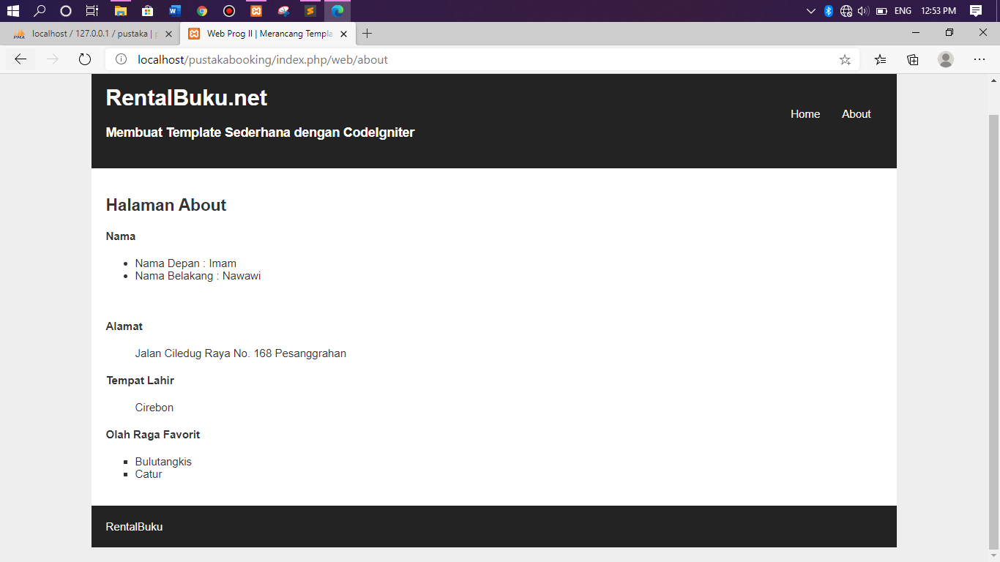 ENG 12:53 PM
localhost / 127.0.0.1 / pustaka |
Web Prog II | Merancang Templa
localhost/pustakabooking/index.php/web/about
RentalBuku.net
Home About
Membuat Template Sederhana dengan CodeIgniter
Halaman About
Nama
Nama Depan : Imam
Nama Belakang : Nawawi
Alamat
Jalan Ciledug Raya No. 168 Pesanggrahan
Tempat Lahir
Cirebon
Olah Raga Favorit
Bulutangkis
Catur
RentalBuku